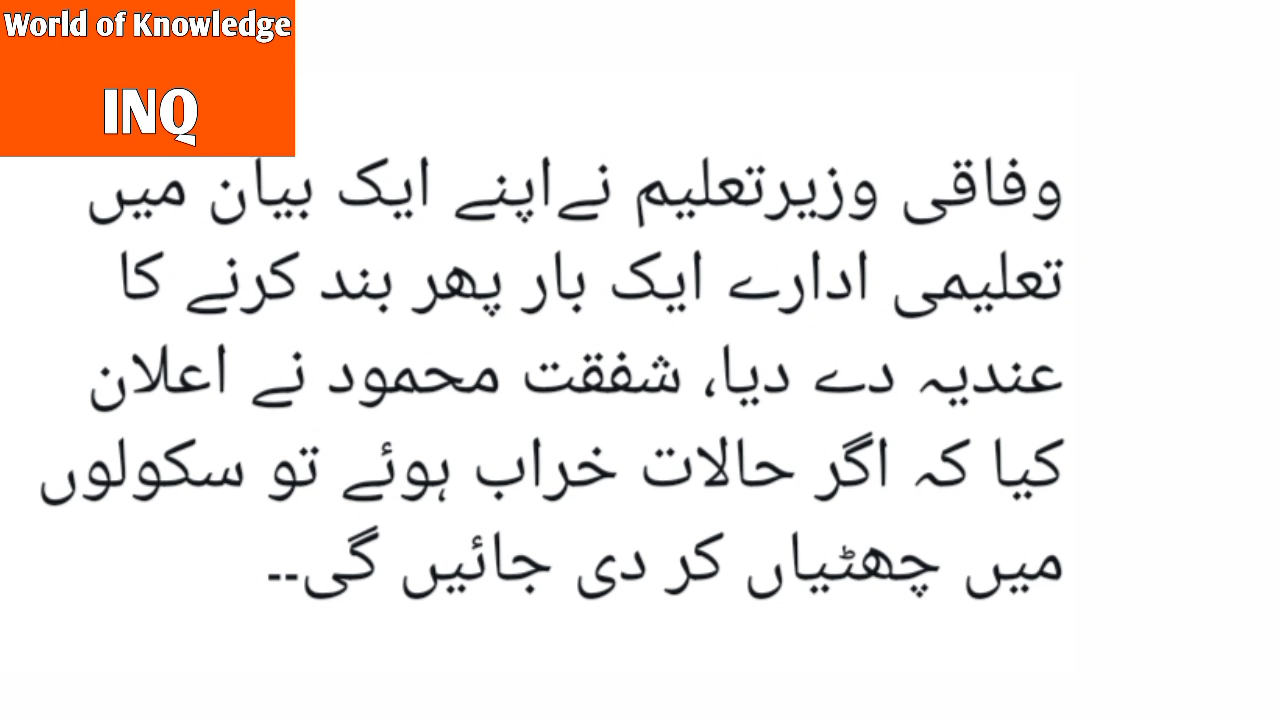 World of Knowledge
INQ
وفاقی وزیرتعلیم نےاپنے ایک بیان میں
تعلیمی ادارے ایک بار پھر بند کرنے کا
عندیہ دے دیا، شفقت محمود نے اعلان
کیا کہ اگر حالات خراب ہوئے تو سکولوں
میں چھٹیاں کر دی جائیں گی--